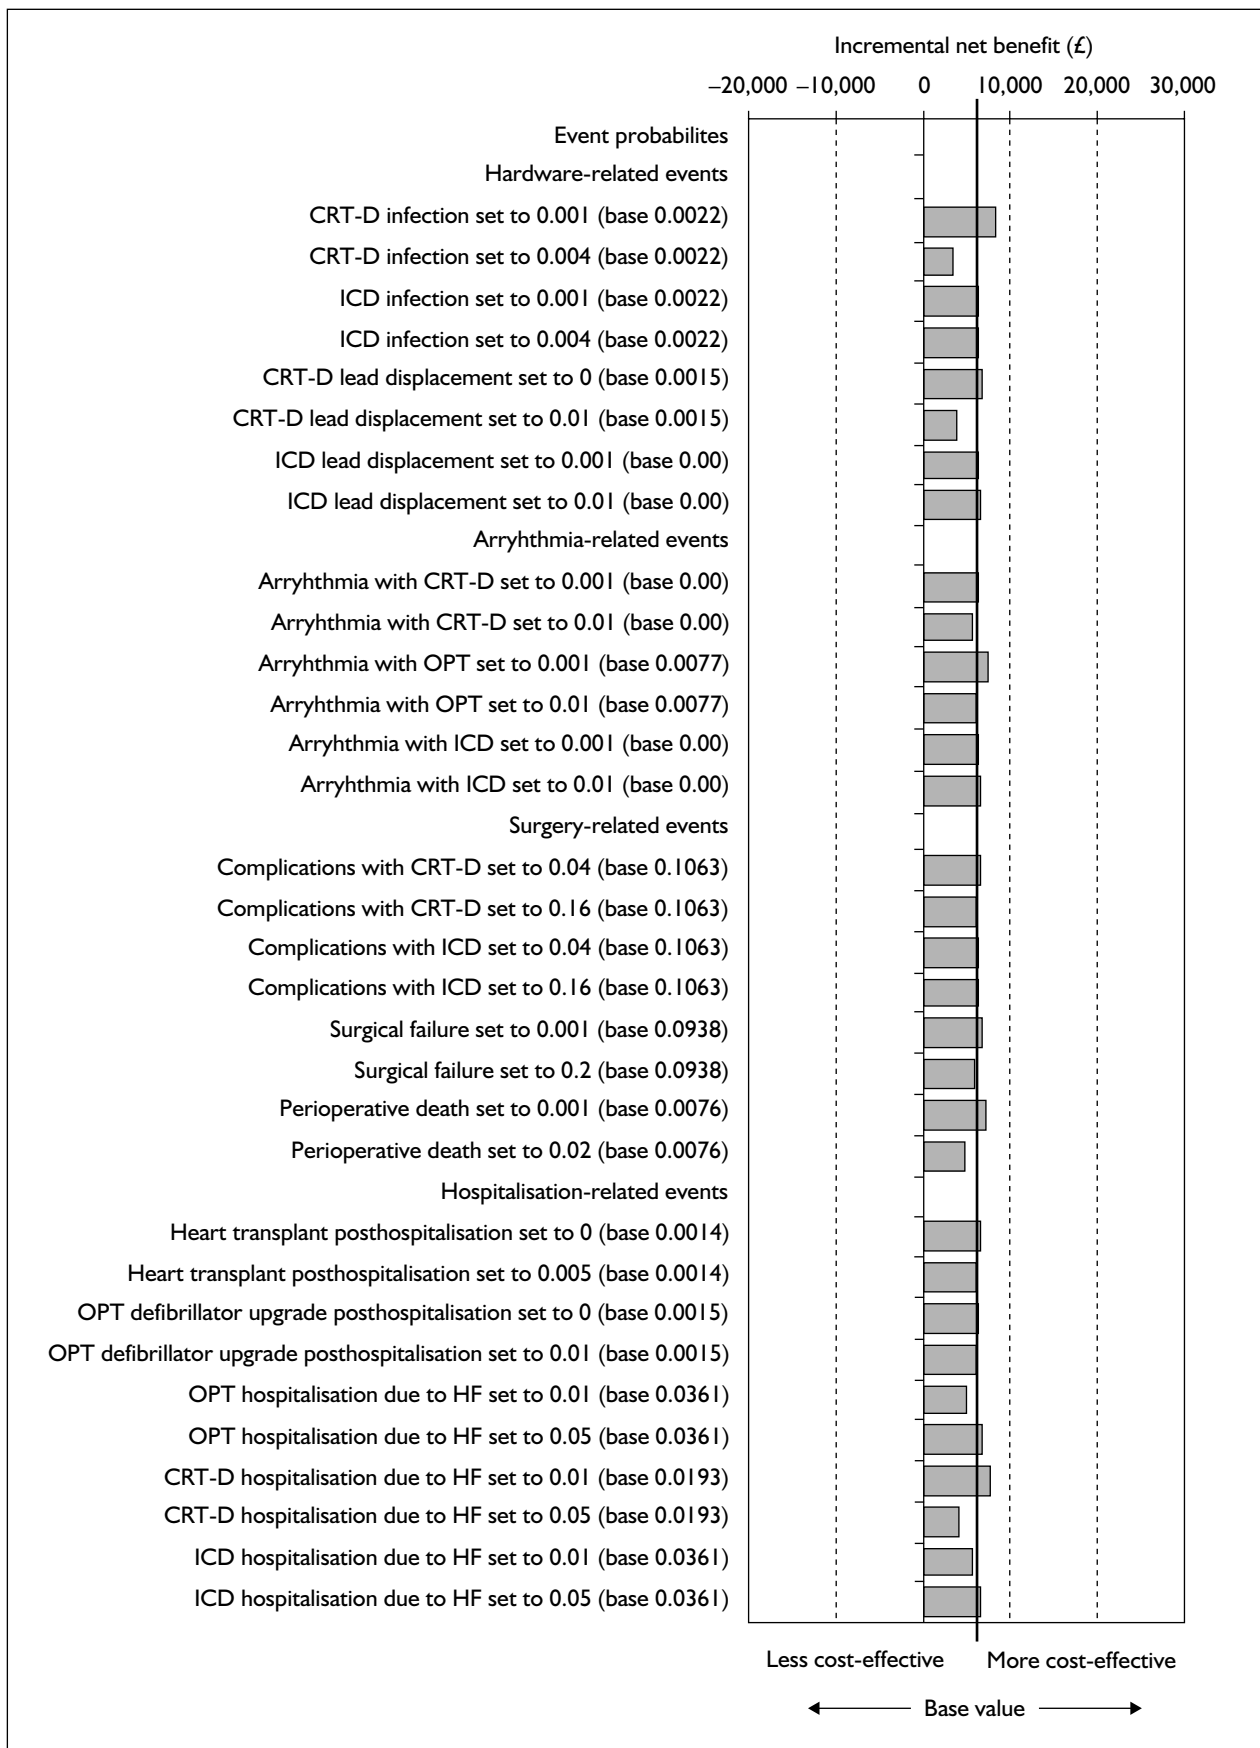 Incremental net benefit (£)
–20,000 –10,000 0 10,000 20,000 30,000
Event probabilites
Hardware-related events
CRT-D infection set to 0.001 (base 0.0022)
CRT-D infection set to 0.004 (base 0.0022)
ICD infection set to 0.001 (base 0.0022)
ICD infection set to 0.004 (base 0.0022)
CRT-D lead displacement set to 0 (base 0.0015)
CRT-D lead displacement set to 0.01 (base 0.0015)
ICD lead displacement set to 0.001 (base 0.00)
ICD lead displacement set to 0.01 (base 0.00)
Arryhthmia-related events
Arryhthmia with CRT-D set to 0.001 (base 0.00)
Arryhthmia with CRT-D set to 0.01 (base 0.00)
Arryhthmia with OPT set to 0.001 (base 0.0077)
Arryhthmia with OPT set to 0.01 (base 0.0077)
Arryhthmia with ICD set to 0.001 (base 0.00)
Arryhthmia with ICD set to 0.01 (base 0.00)
Surgery-related events
Complications with CRT-D set to 0.04 (base 0.1063)
Complications with CRT-D set to 0.16 (base 0.1063)
Complications with ICD set to 0.04 (base 0.1063)
Complications with ICD set to 0.16 (base 0.1063)
Surgical failure set to 0.001 (base 0.0938)
Surgical failure set to 0.2 (base 0.0938)
Perioperative death set to 0.001 (base 0.0076)
Perioperative death set to 0.02 (base 0.0076)
Hospitalisation-related events
Heart transplant posthospitalisation set to 0 (base 0.0014)
Heart transplant posthospitalisation set to 0.005 (base 0.0014)
OPT defibrillator upgrade posthospitalisation set to 0 (base 0.0015)
OPT defibrillator upgrade posthospitalisation set to 0.01 (base 0.0015)
OPT hospitalisation due to HF set to 0.01 (base 0.0361)
OPT hospitalisation due to HF set to 0.05 (base 0.0361)
CRT-D hospitalisation due to HF set to 0.01 (base 0.0193)
CRT-D hospitalisation due to HF set to 0.05 (base 0.0193)
ICD hospitalisation due to HF set to 0.01 (base 0.0361)
ICD hospitalisation due to HF set to 0.05 (base 0.0361)
Less cost-effective More cost-effective
Base value